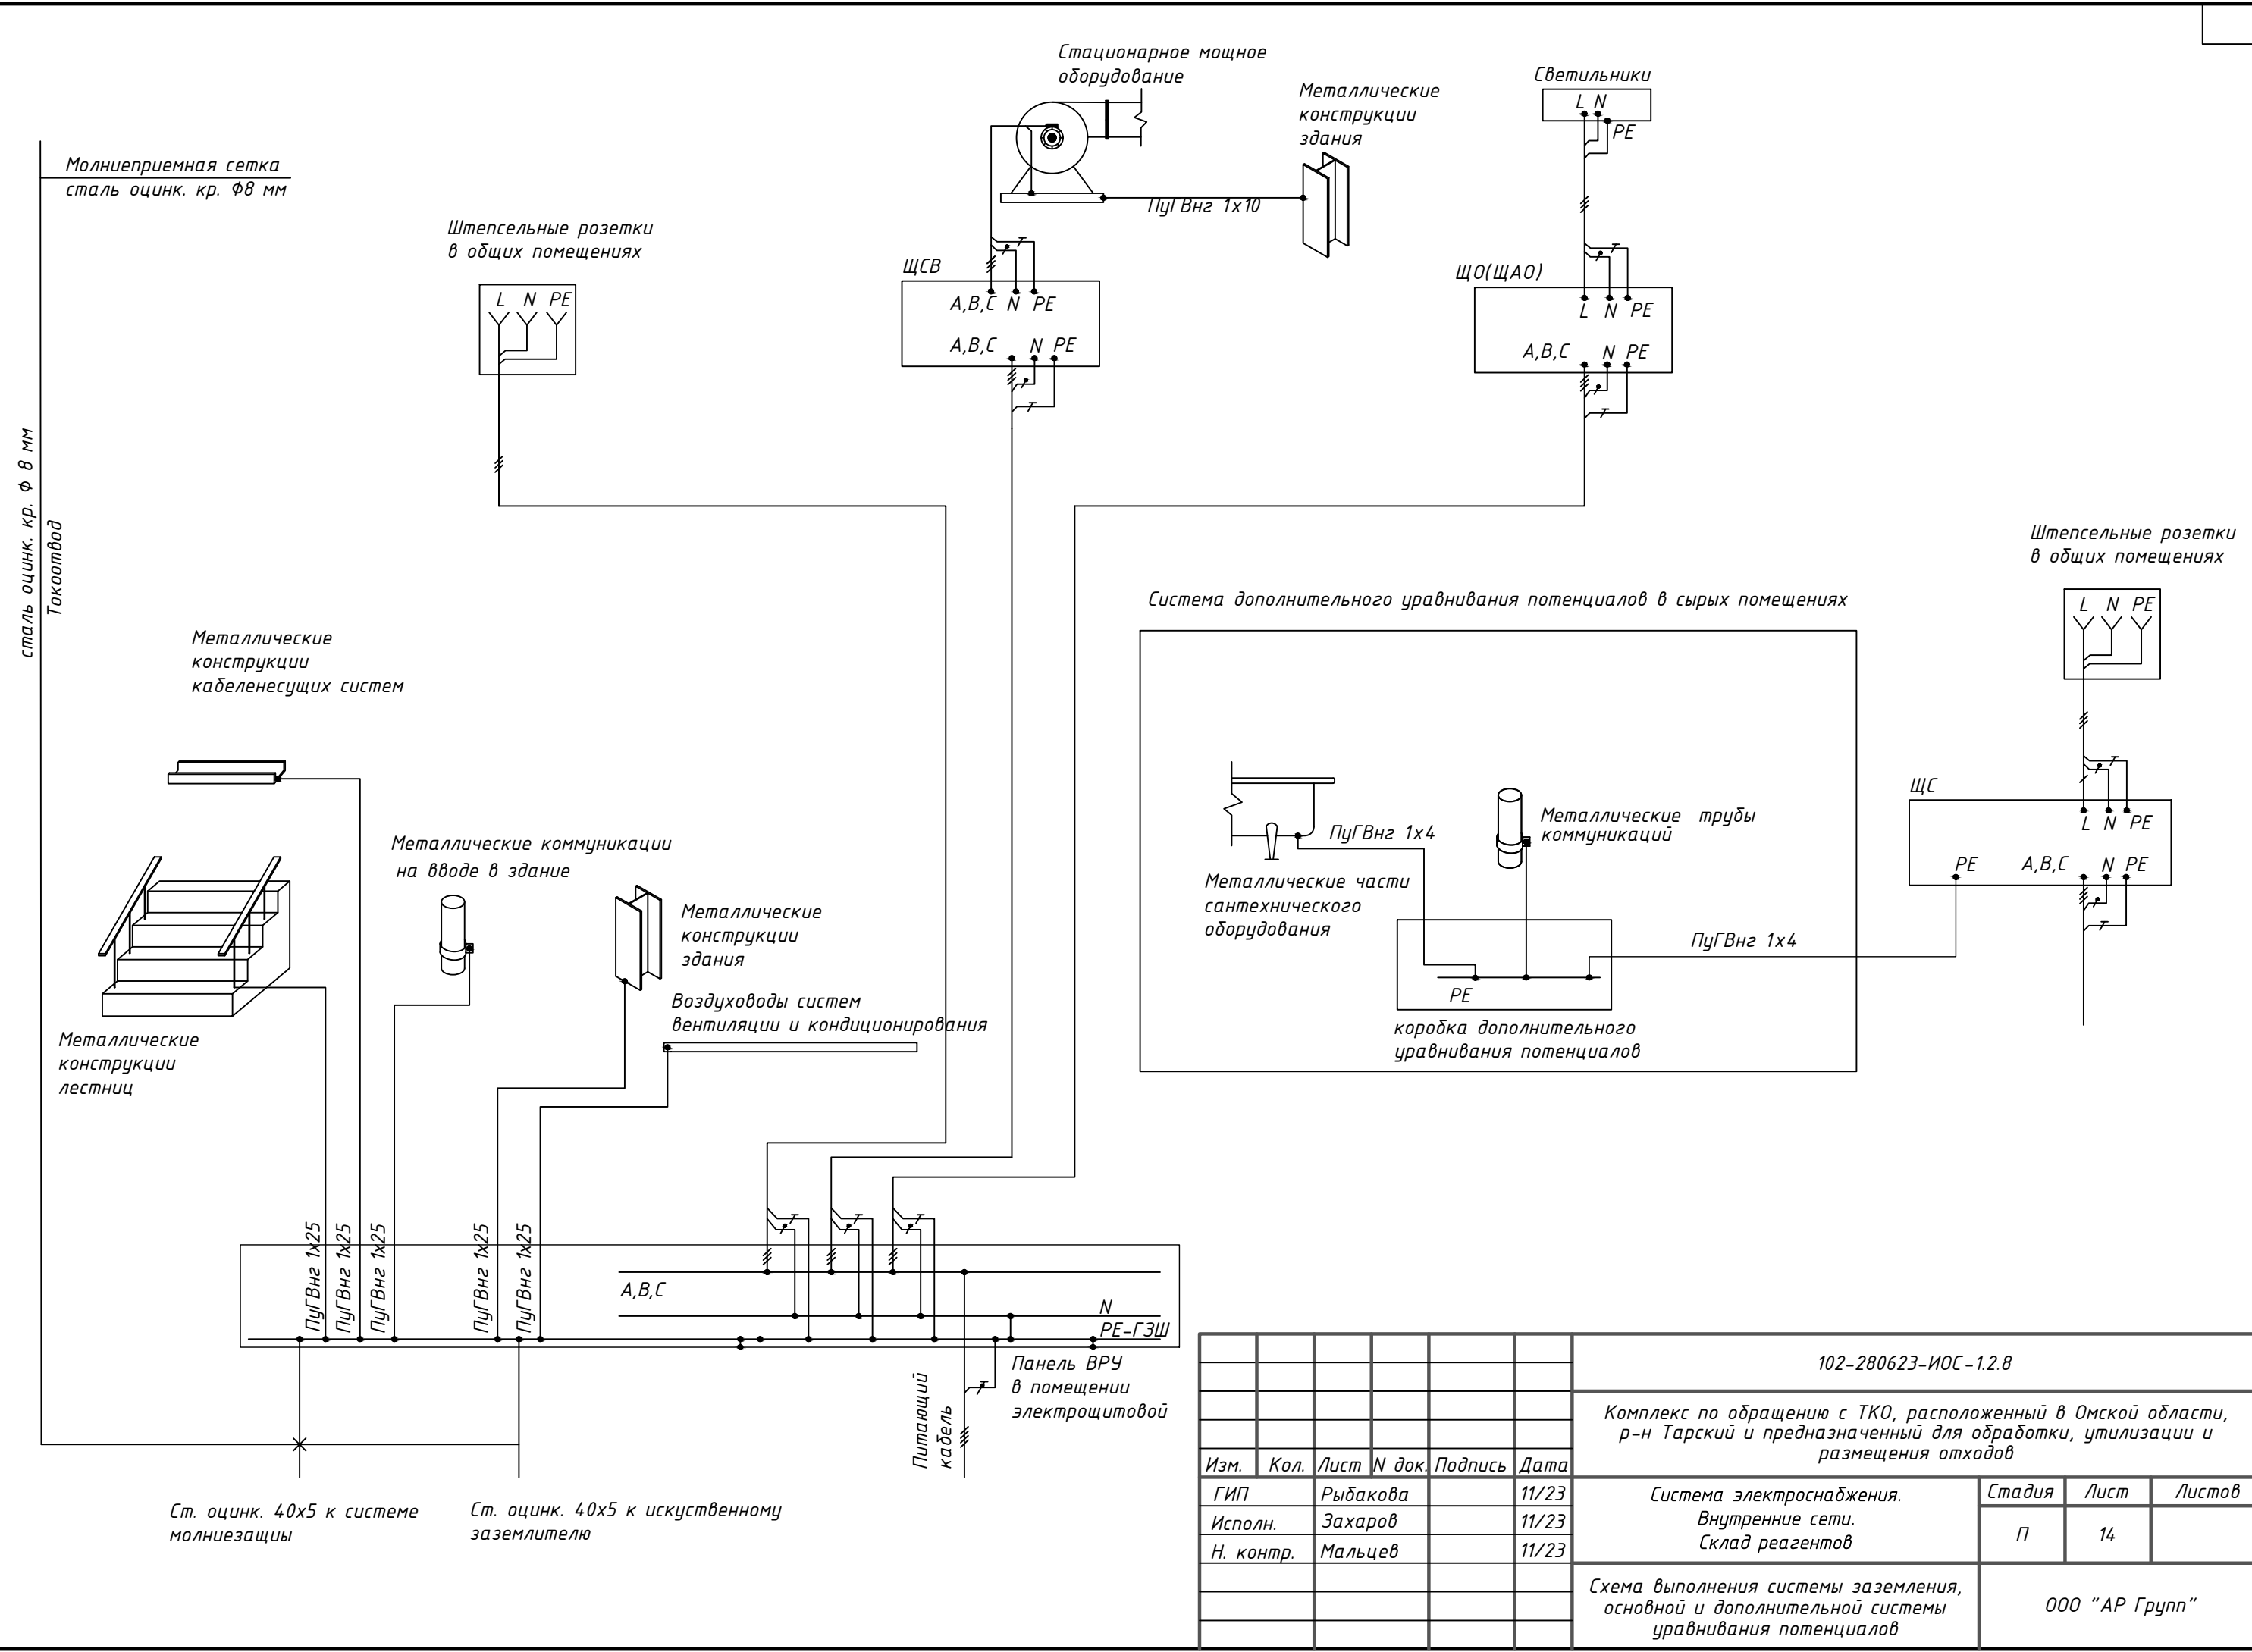 Стационарное мощное
оборудование
Светильники
L N
PE
Металлические
конструкции
здания
Молниеприемная сетка
сталь оцинк. кр. Ф8 мм
ПуГВнг 1х10
Штепсельные розетки
в общих помещениях
L N PE
ЩСВ
A,B,C N PE
A,B,C N PE
ЩО(ЩАО)
L N PE
A,B,C N PE
сталь оцинк. кр. Ф 8 мм
Токоотвод
Штепсельные розетки
в общих помещениях
L N PE
Система дополнительного уравнивания потенциалов в сырых помещениях
Металлические
конструкции
кабеленесущих систем
ЩС
L N PE
PE A,B,C N PE
ПуГВнг 1х4
Металлические трубы
коммуникаций
Металлические части
сантехнического
оборудования
ПуГВнг 1х4
PE
коробка дополнительного
уравнивания потенциалов
Металлические коммуникации
на вводе в здание
Металлические
конструкции
здания
Воздуховоды систем
вентиляции и кондиционирования
Металлические
конструкции
лестниц
ПуГВнг 1х25
ПуГВнг 1х25
ПуГВнг 1х25
ПуГВнг 1х25
ПуГВнг 1х25
A,B,C
N
PE-ГЗШ
Панель ВРУ
в помещении
электрощитовой
Питающий
кабель
Ст. оцинк. 40х5 к системе
молниезащиы
Ст. оцинк. 40х5 к искуственному
заземлителю
102-280623-ИОС-1.2.8
Комплекс по обращению с ТКО, расположенный в Омской области,
р-н Тарский и предназначенный для обработки, утилизации и
размещения отходов
Изм. Кол. Лист N док. Подпись Дата
ГИП Рыбакова 11/23
Исполн. Захаров 11/23
Н. контр. Мальцев 11/23
Система электроснабжения.
Внутренние сети.
Склад реагентов
Стадия Лист Листов
П 14
Схема выполнения системы заземления,
основной и дополнительной системы
уравнивания потенциалов
ООО "АР Групп"